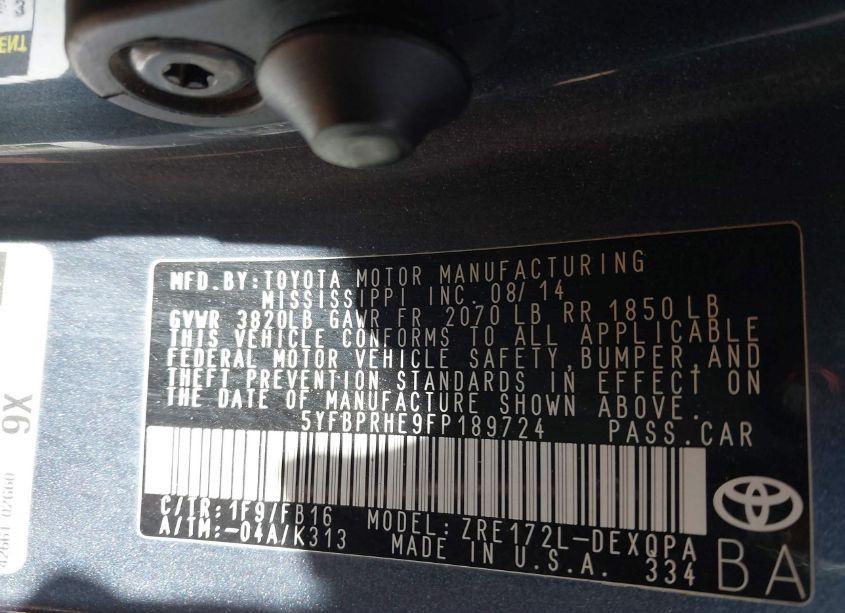 MFD.BY:TOYOTA MOTOR MANUFACTURING
MISSISSIPPI INC. 08/14
GVWR 3820LB GAWR FR 2070 LB RR 1850 LB
THIS VEHICLE CONFORMS TO ALL APPLICABLE
FEDERAL MOTOR VEHICLE SAFETY,BUMPER,AND
THEFT PREVENTION STANDARDS IN EFFECT ON
THE DATE OF MANUFACTURE SHOWN ABOVE.
5YFBPRHE9FP189724 PASS.CAR
C/TR:1F9/FB16 MODEL:ZRE172L-DEXQPA
A/TM:-04A/K313 MADE IN U.S.A. 334
BA
9X
42661 02G60